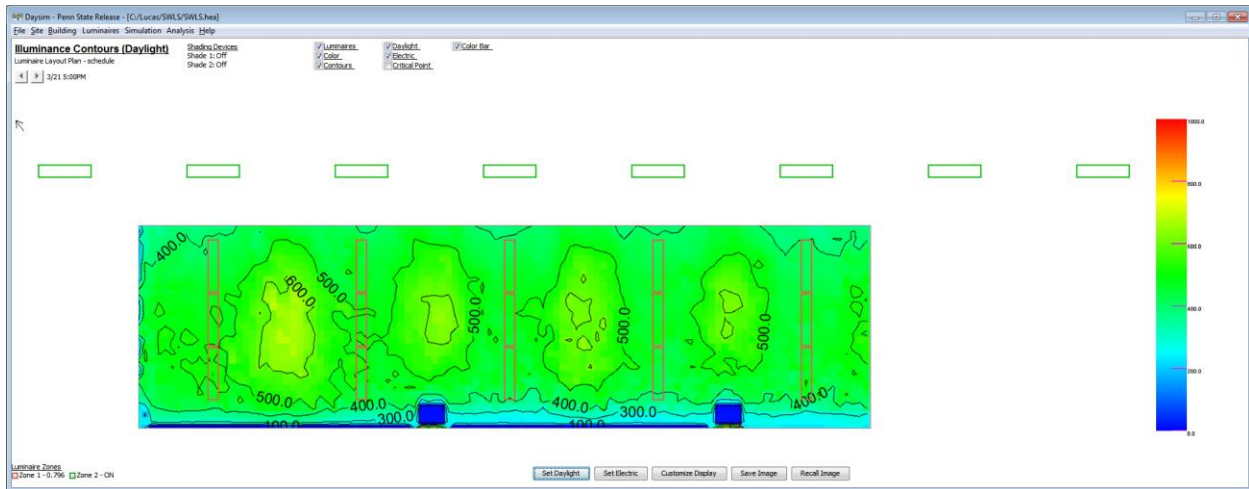 Daysim - Penn State Release - [C:/Lucas/SWLS/SWLS.hea]
File Site Building Luminaires Simulation Analysis Help
Illuminance Contours (Daylight)
Luminaire Layout Plan - schedule
3/21 5:00PM
Shading Devices
Shade 1: Off
Shade 2: Off
Luminaires Daylight Color Bar
Color Electric
Contours Critical Point
1000.0
800.0
600.0
400.0
200.0
0.0
400.0
600.0
500.0
500.0
500.0
500.0
500.0
400.0
300.0
100.0
400.0
300.0
100.0
400.0
Luminaire Zones
Zone 1 - 0.796 Zone 2 - ON
Set Daylight Set Electric Customize Display Save Image Recall Image